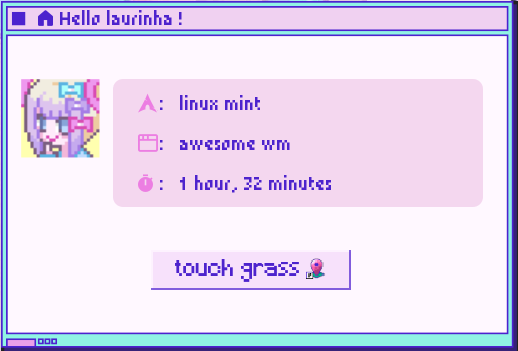 Hello laurinha !
: linux mint
: awesome wm
: 1 hour, 32 minutes
touch grass